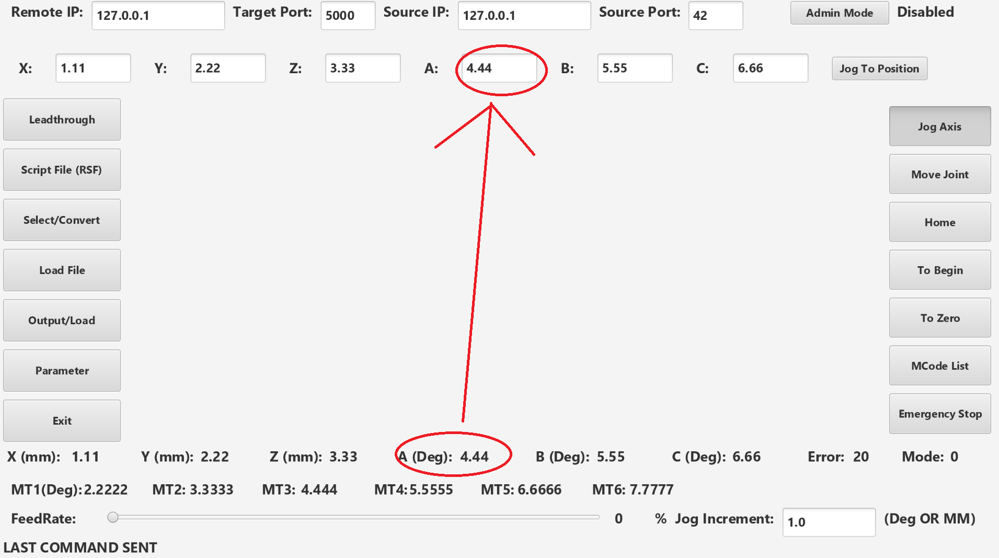 Remote IP: 127.0.0.1 Target Port: 5000 Source IP: 127.0.0.1 Source Port: 42 Admin Mode Disabled
X: 1.11 Y: 2.22 Z: 3.33 A: 4.44 B: 5.55 C: 6.66 Jog To Position
Leadthrough
Script File (RSF)
Select/Convert
Load File
Output/Load
Parameter
Exit
Jog Axis
Move Joint
Home
To Begin
To Zero
MCode List
Emergency Stop
X (mm): 1.11 Y (mm): 2.22 Z (mm): 3.33 A (Deg): 4.44 B (Deg): 5.55 C (Deg): 6.66 Error: 20 Mode: 0
MT1(Deg): 2.2222 MT2: 3.3333 MT3: 4.444 MT4: 5.5555 MT5: 6.6666 MT6: 7.7777
FeedRate: 0 % Jog Increment: 1.0 (Deg OR MM)
LAST COMMAND SENT